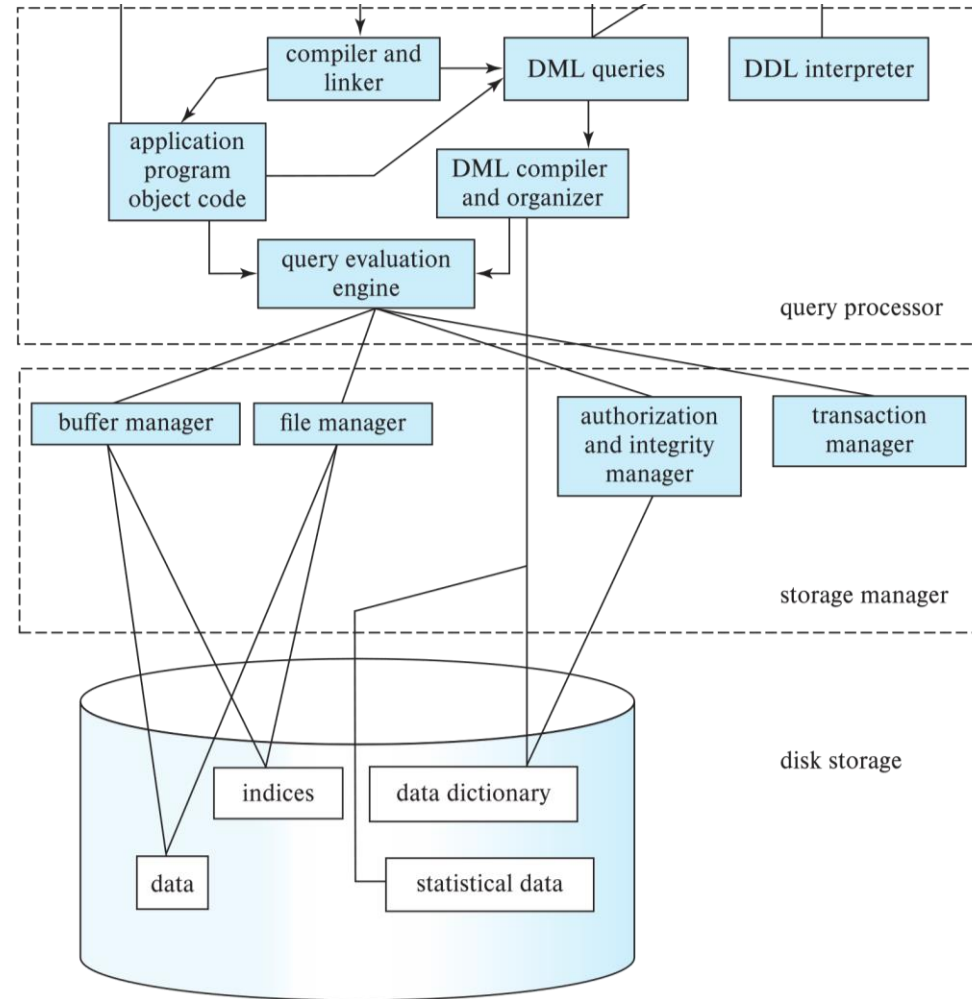 compiler and
linker
DML queries
DDL interpreter
application
program
object code
DML compiler
and organizer
query evaluation
engine
query processor
buffer manager
file manager
authorization
and integrity
manager
transaction
manager
storage manager
disk storage
indices
data dictionary
data
statistical data